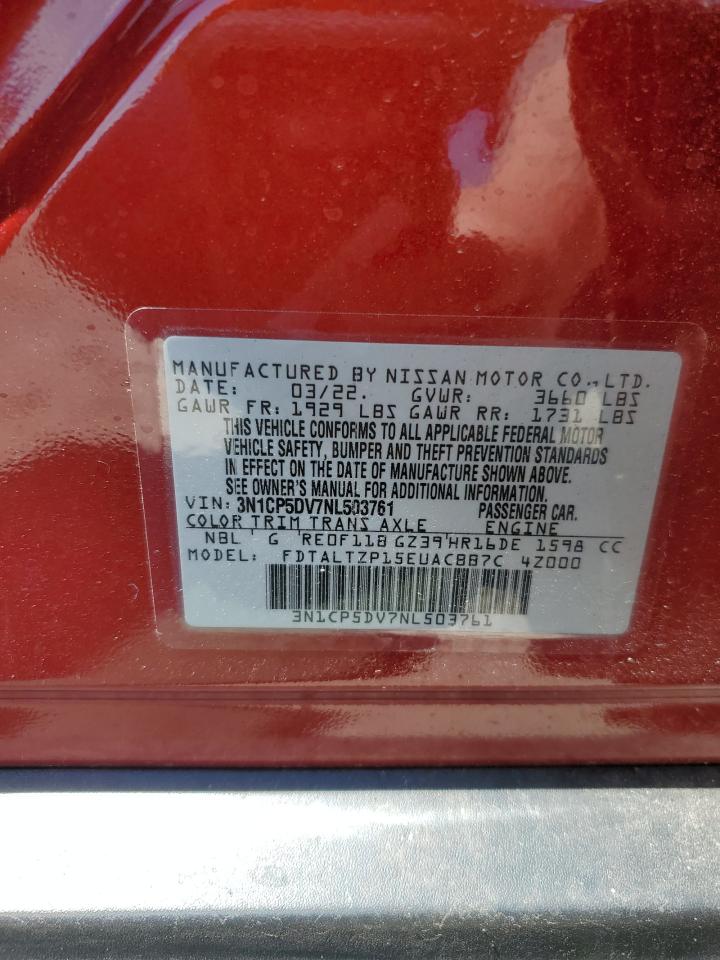 MANUFACTURED BY NISSAN MOTOR CO., LTD.
DATE: 03/22. GVWR: 3660 LBS
GAWR FR: 1929 LBS GAWR RR: 1731 LBS
THIS VEHICLE CONFORMS TO ALL APPLICABLE FEDERAL MOTOR
VEHICLE SAFETY, BUMPER AND THEFT PREVENTION STANDARDS
IN EFFECT ON THE DATE OF MANUFACTURE SHOWN ABOVE.
SEE OWNER'S MANUAL FOR ADDITIONAL INFORMATION.
VIN: 3N1CP5DV7NL503761 PASSENGER CAR.
COLOR TRIM TRANS AXLE ENGINE
NBL G RE0F11B GZ39 HR16DE 1598 CC
MODEL: FDTALTZP15EUACBB7C 4Z000
3N1CP5DV7NL503761